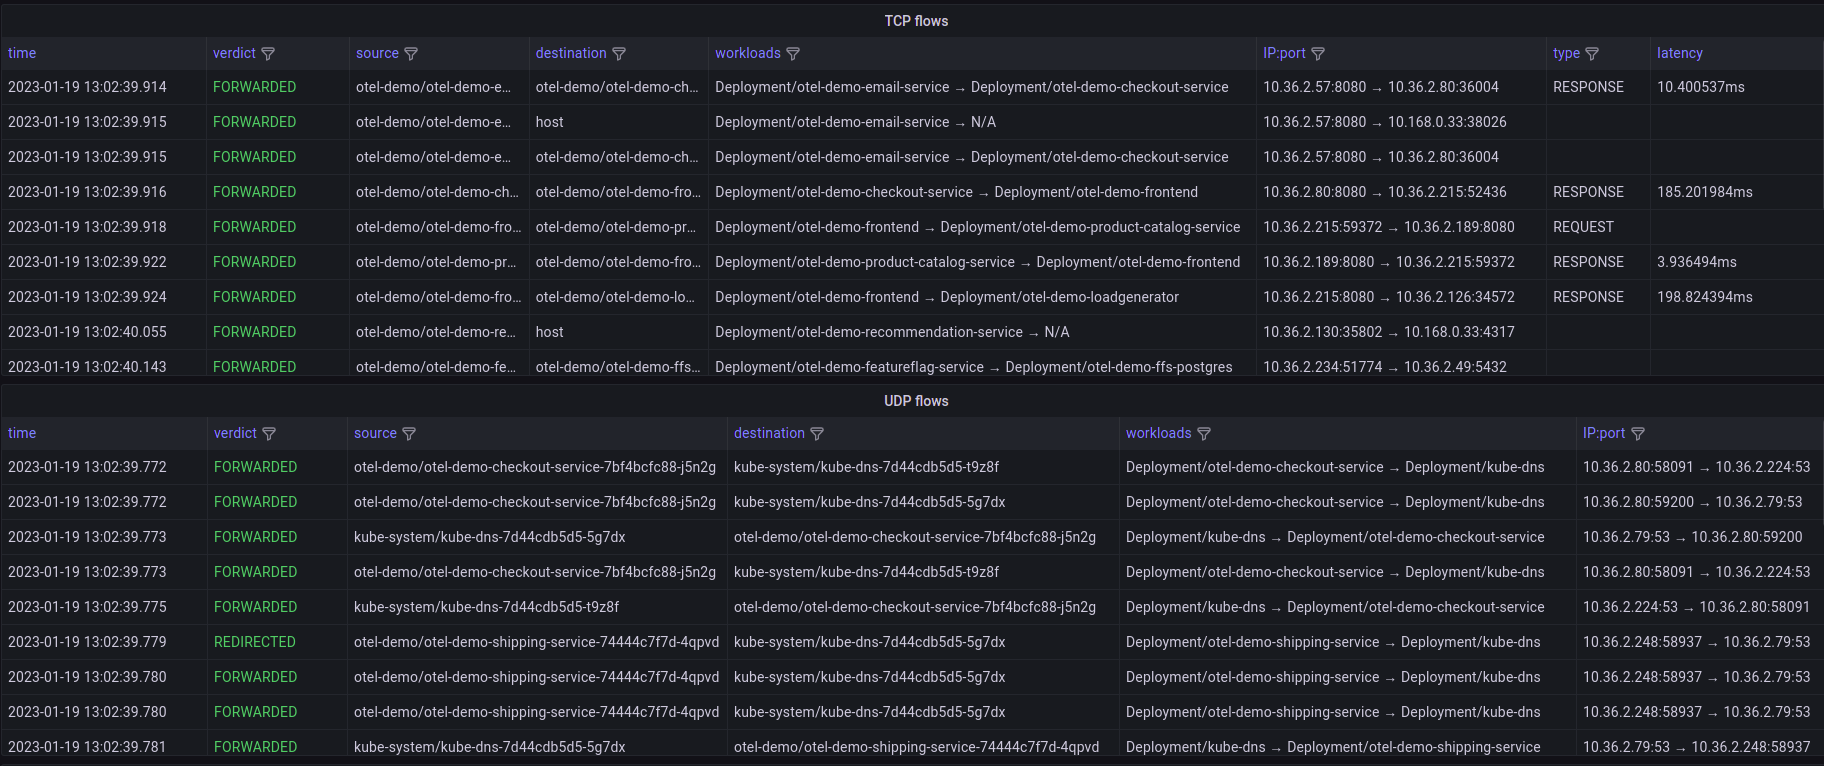 TCP flows
time verdict source destination workloads IP:port type latency
2023-01-19 13:02:39.914 FORWARDED otel-demo/otel-demo-e... otel-demo/otel-demo-ch... Deployment/otel-demo-email-service → Deployment/otel-demo-checkout-service 10.36.2.57:8080 → 10.36.2.80:36004 RESPONSE 10.400537ms
2023-01-19 13:02:39.915 FORWARDED otel-demo/otel-demo-e... host Deployment/otel-demo-email-service → N/A 10.36.2.57:8080 → 10.168.0.33:38026
2023-01-19 13:02:39.915 FORWARDED otel-demo/otel-demo-e... otel-demo/otel-demo-ch... Deployment/otel-demo-email-service → Deployment/otel-demo-checkout-service 10.36.2.57:8080 → 10.36.2.80:36004
2023-01-19 13:02:39.916 FORWARDED otel-demo/otel-demo-ch... otel-demo/otel-demo-fro... Deployment/otel-demo-checkout-service → Deployment/otel-demo-frontend 10.36.2.80:8080 → 10.36.2.215:52436 RESPONSE 185.201984ms
2023-01-19 13:02:39.918 FORWARDED otel-demo/otel-demo-fro... otel-demo/otel-demo-pr... Deployment/otel-demo-frontend → Deployment/otel-demo-product-catalog-service 10.36.2.215:59372 → 10.36.2.189:8080 REQUEST
2023-01-19 13:02:39.922 FORWARDED otel-demo/otel-demo-pr... otel-demo/otel-demo-fro... Deployment/otel-demo-product-catalog-service → Deployment/otel-demo-frontend 10.36.2.189:8080 → 10.36.2.215:59372 RESPONSE 3.936494ms
2023-01-19 13:02:39.924 FORWARDED otel-demo/otel-demo-fro... otel-demo/otel-demo-lo... Deployment/otel-demo-frontend → Deployment/otel-demo-loadgenerator 10.36.2.215:8080 → 10.36.2.126:34572 RESPONSE 198.824394ms
2023-01-19 13:02:40.055 FORWARDED otel-demo/otel-demo-re... host Deployment/otel-demo-recommendation-service → N/A 10.36.2.130:35802 → 10.168.0.33:4317
2023-01-19 13:02:40.143 FORWARDED otel-demo/otel-demo-fe... otel-demo/otel-demo-ffs... Deployment/otel-demo-featureflag-service → Deployment/otel-demo-ffs-postgres 10.36.2.234:51774 → 10.36.2.49:5432
UDP flows
time verdict source destination workloads IP:port
2023-01-19 13:02:39.772 FORWARDED otel-demo/otel-demo-checkout-service-7bf4bcfc88-j5n2g kube-system/kube-dns-7d44cdb5d5-t9z8f Deployment/otel-demo-checkout-service → Deployment/kube-dns 10.36.2.80:58091 → 10.36.2.224:53
2023-01-19 13:02:39.772 FORWARDED otel-demo/otel-demo-checkout-service-7bf4bcfc88-j5n2g kube-system/kube-dns-7d44cdb5d5-5g7dx Deployment/otel-demo-checkout-service → Deployment/kube-dns 10.36.2.80:59200 → 10.36.2.79:53
2023-01-19 13:02:39.773 FORWARDED kube-system/kube-dns-7d44cdb5d5-5g7dx otel-demo/otel-demo-checkout-service-7bf4bcfc88-j5n2g Deployment/kube-dns → Deployment/otel-demo-checkout-service 10.36.2.79:53 → 10.36.2.80:59200
2023-01-19 13:02:39.773 FORWARDED otel-demo/otel-demo-checkout-service-7bf4bcfc88-j5n2g kube-system/kube-dns-7d44cdb5d5-t9z8f Deployment/otel-demo-checkout-service → Deployment/kube-dns 10.36.2.80:58091 → 10.36.2.224:53
2023-01-19 13:02:39.775 FORWARDED kube-system/kube-dns-7d44cdb5d5-t9z8f otel-demo/otel-demo-checkout-service-7bf4bcfc88-j5n2g Deployment/kube-dns → Deployment/otel-demo-checkout-service 10.36.2.224:53 → 10.36.2.80:58091
2023-01-19 13:02:39.779 REDIRECTED otel-demo/otel-demo-shipping-service-74444c7f7d-4qpvd kube-system/kube-dns-7d44cdb5d5-5g7dx Deployment/otel-demo-shipping-service → Deployment/kube-dns 10.36.2.248:58937 → 10.36.2.79:53
2023-01-19 13:02:39.780 FORWARDED otel-demo/otel-demo-shipping-service-74444c7f7d-4qpvd kube-system/kube-dns-7d44cdb5d5-5g7dx Deployment/otel-demo-shipping-service → Deployment/kube-dns 10.36.2.248:58937 → 10.36.2.79:53
2023-01-19 13:02:39.780 FORWARDED otel-demo/otel-demo-shipping-service-74444c7f7d-4qpvd kube-system/kube-dns-7d44cdb5d5-5g7dx Deployment/otel-demo-shipping-service → Deployment/kube-dns 10.36.2.248:58937 → 10.36.2.79:53
2023-01-19 13:02:39.781 FORWARDED kube-system/kube-dns-7d44cdb5d5-5g7dx otel-demo/otel-demo-shipping-service-74444c7f7d-4qpvd Deployment/kube-dns → Deployment/otel-demo-shipping-service 10.36.2.79:53 → 10.36.2.248:58937